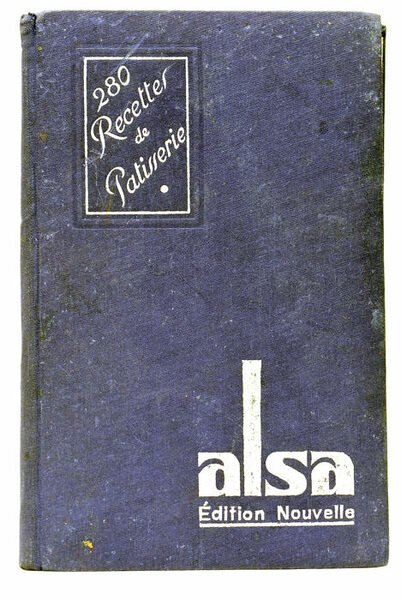 280
Recettes
de
Patisserie
alsa
Édition Nouvelle